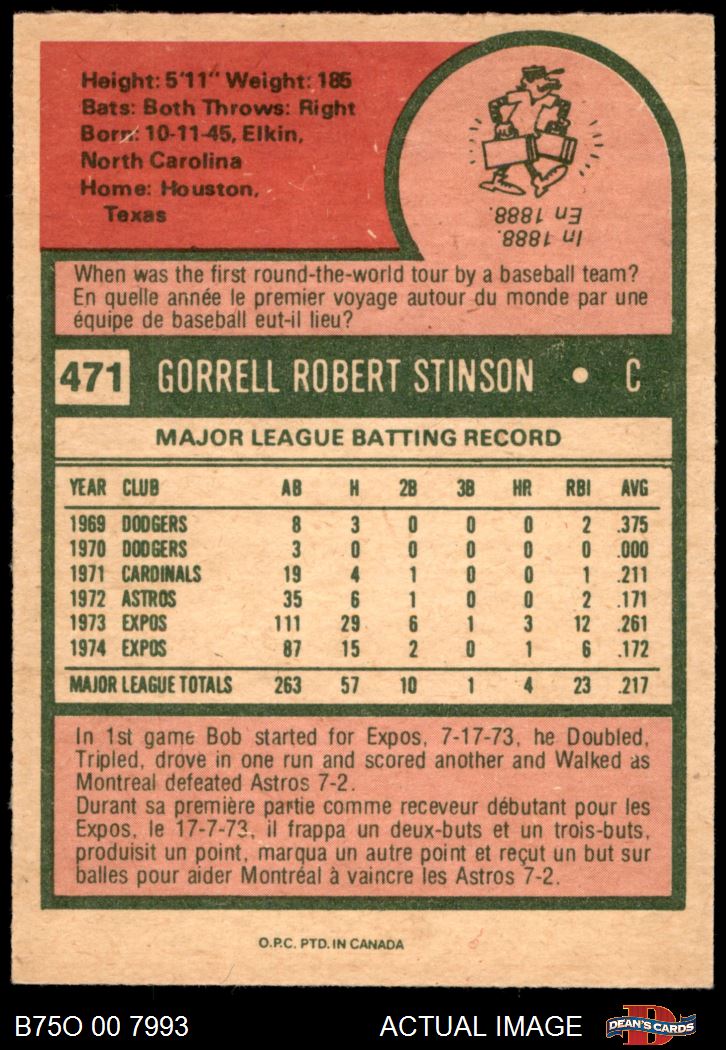 Height: 5'11" Weight: 185
Bats: Both Throws: Right
Born: 10-11-45, Elkin,
North Carolina
Home: Houston,
Texas
In 1888.
En 1888.
When was the first round-the-world tour by a baseball team?
En quelle année le premier voyage autour du monde par une
équipe de baseball eut-il lieu?
471 GORRELL ROBERT STINSON • C
MAJOR LEAGUE BATTING RECORD
YEAR CLUB AB H 2B 3B HR RBI AVG
1969 DODGERS 8 3 0 0 0 2 .375
1970 DODGERS 3 0 0 0 0 0 .000
1971 CARDINALS 19 4 1 0 0 1 .211
1972 ASTROS 35 6 1 0 0 2 .171
1973 EXPOS 111 29 6 1 3 12 .261
1974 EXPOS 87 15 2 0 1 6 .172
MAJOR LEAGUE TOTALS 263 57 10 1 4 23 .217
In 1st game Bob started for Expos, 7-17-73, he Doubled,
Tripled, drove in one run and scored another and Walked as
Montreal defeated Astros 7-2.
Durant sa première partie comme receveur débutant pour les
Expos, le 17-7-73, il frappa un deux-buts et un trois-buts,
produisit un point, marqua un autre point et reçut un but sur
balles pour aider Montréal à vaincre les Astros 7-2.
O.P.C. PTD. IN CANADA
B75O 00 7993 ACTUAL IMAGE D DEAN'S CARDS